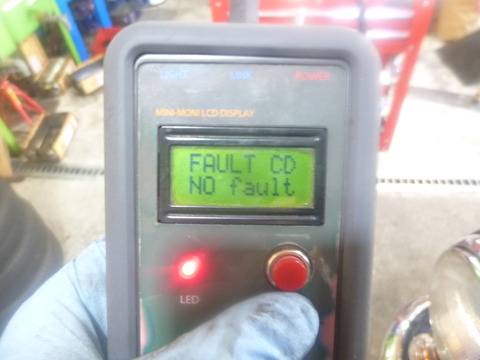 LIGHT LINK POWER
MINI-MONI LCD DISPLAY
FAULT CD
NO fault
LED